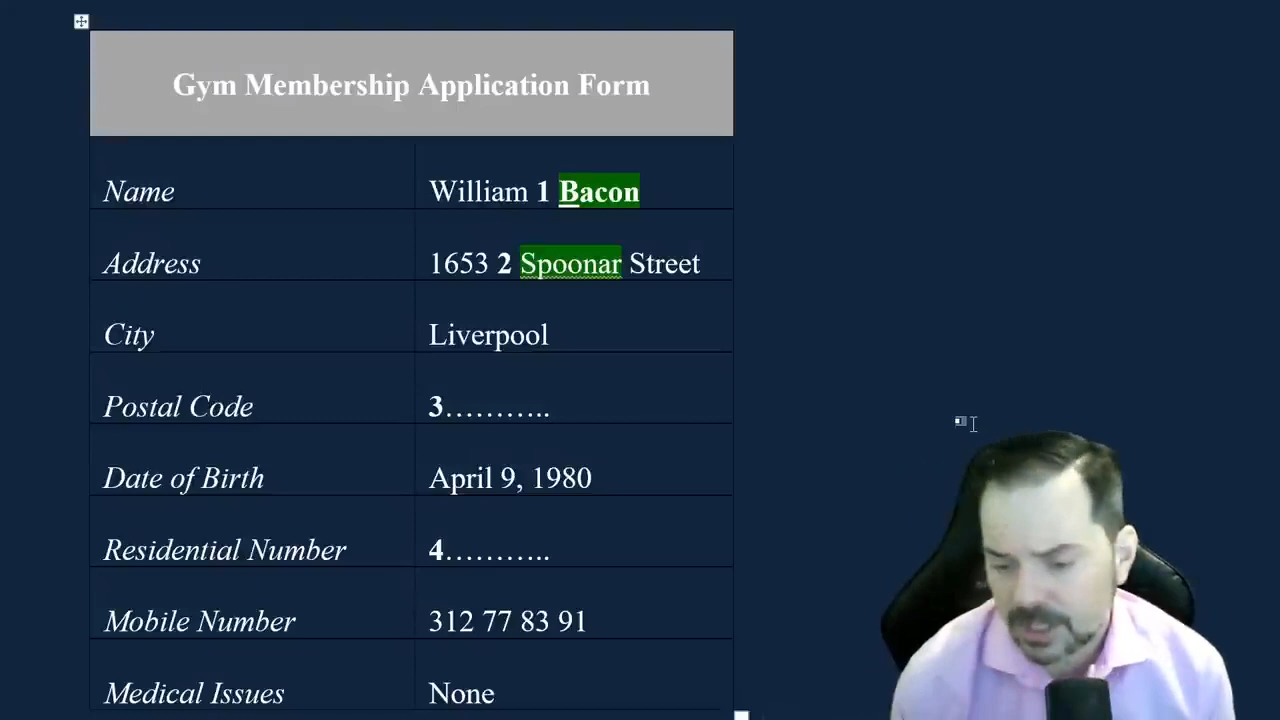 Gym Membership Application Form
Name William 1 Bacon
Address 1653 2 Spoonar Street
City Liverpool
Postal Code 3………..
Date of Birth April 9, 1980
Residential Number 4………..
Mobile Number 312 77 83 91
Medical Issues None